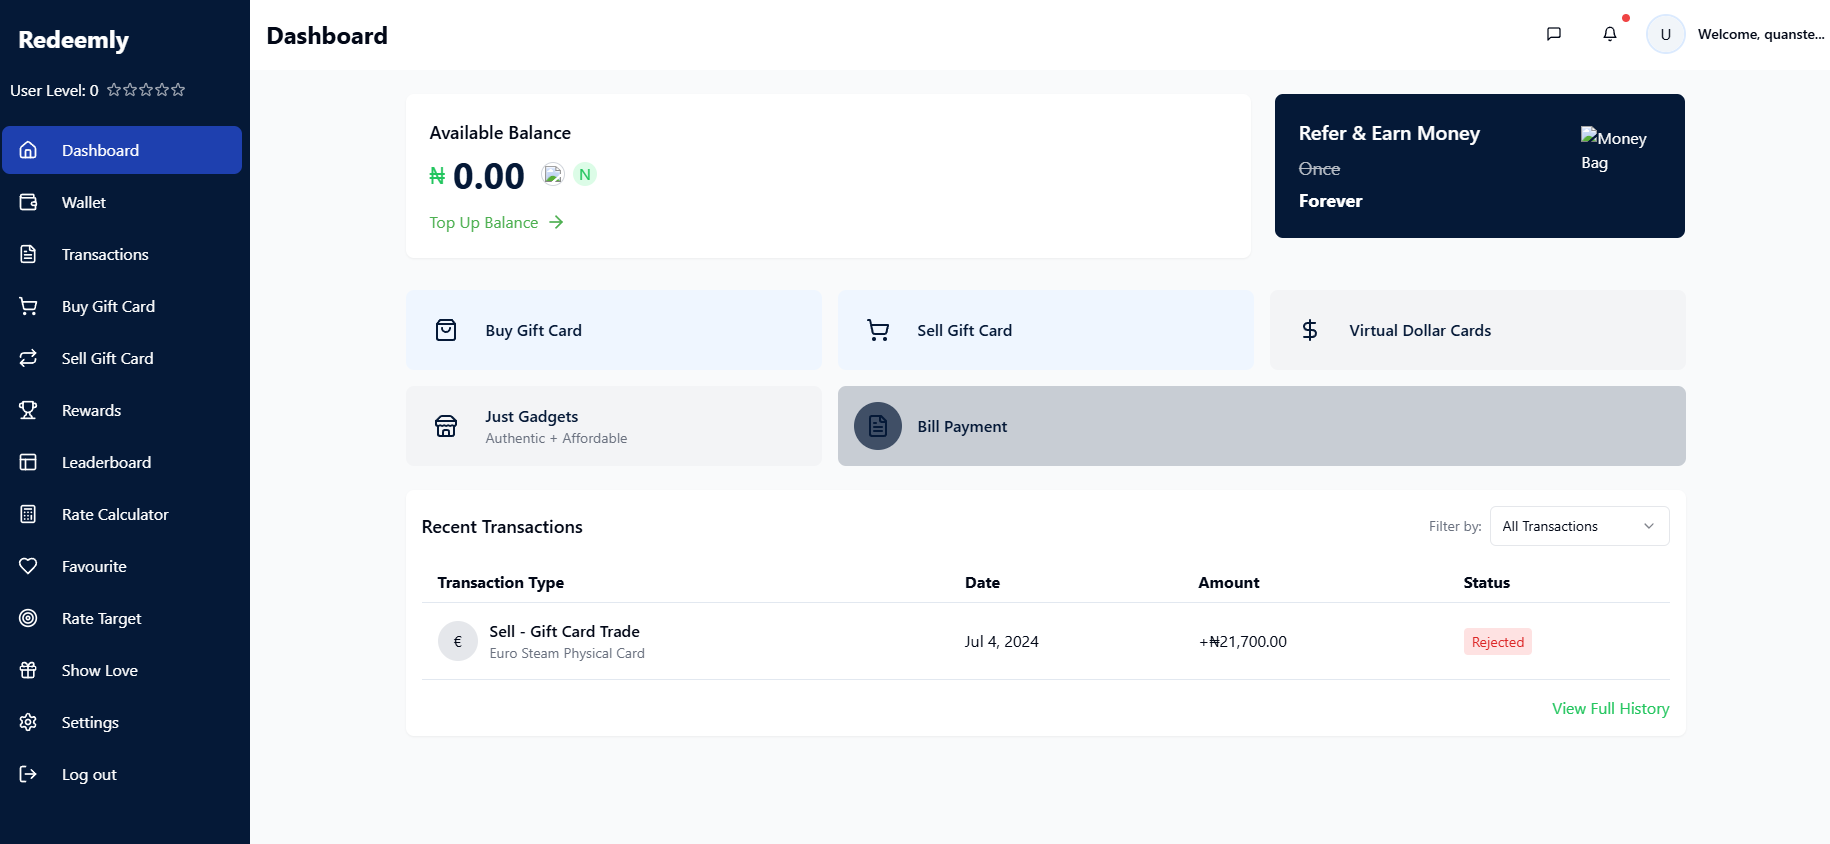 Redeemly
User Level: 0
Dashboard
Wallet
Transactions
Buy Gift Card
Sell Gift Card
Rewards
Leaderboard
Rate Calculator
Favourite
Rate Target
Show Love
Settings
Log out
Dashboard
U
Welcome, quanste...
Available Balance
₦ 0.00
N
Top Up Balance
Refer & Earn Money
Once
Forever
Money
Bag
Buy Gift Card
Sell Gift Card
Virtual Dollar Cards
Just Gadgets
Authentic + Affordable
Bill Payment
Recent Transactions
Filter by: All Transactions
Transaction Type Date Amount Status
€
Sell - Gift Card Trade
Euro Steam Physical Card
Jul 4, 2024
+₦21,700.00
Rejected
View Full History